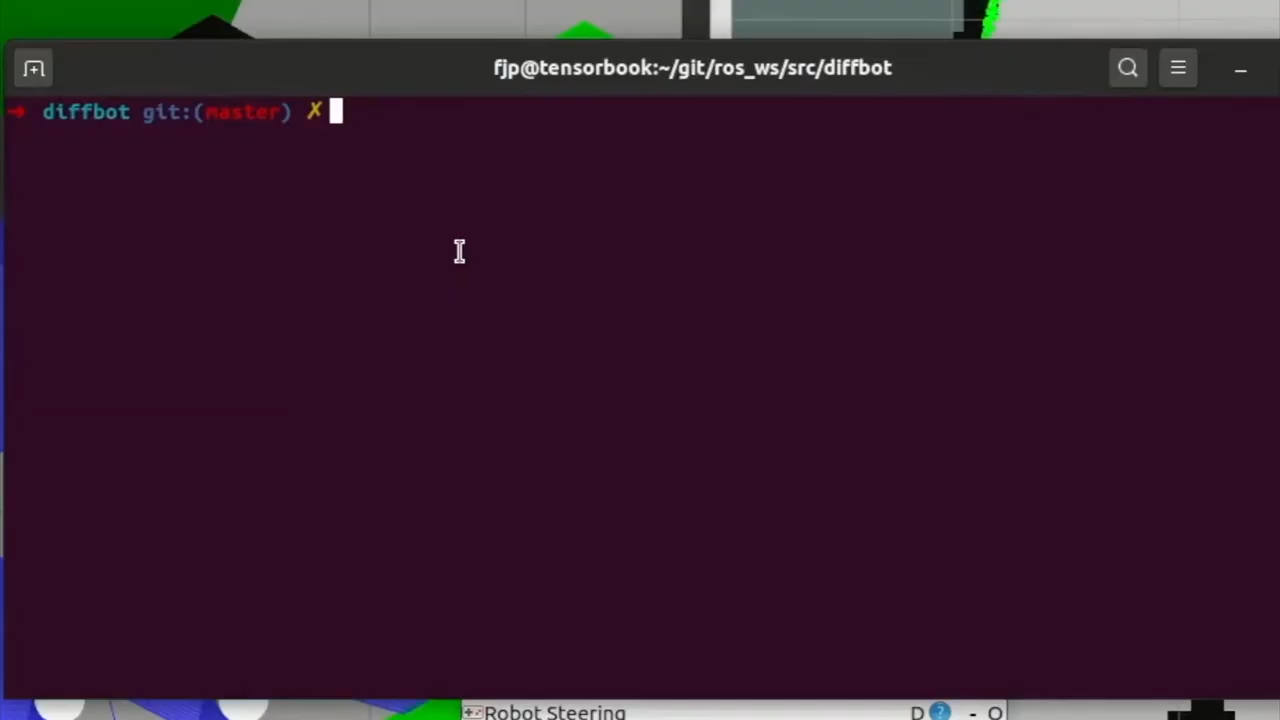 fjp@tensorbook:~/git/ros_ws/src/diffbot
➜ diffbot git:(master) ✗
Robot Steering D ? - O